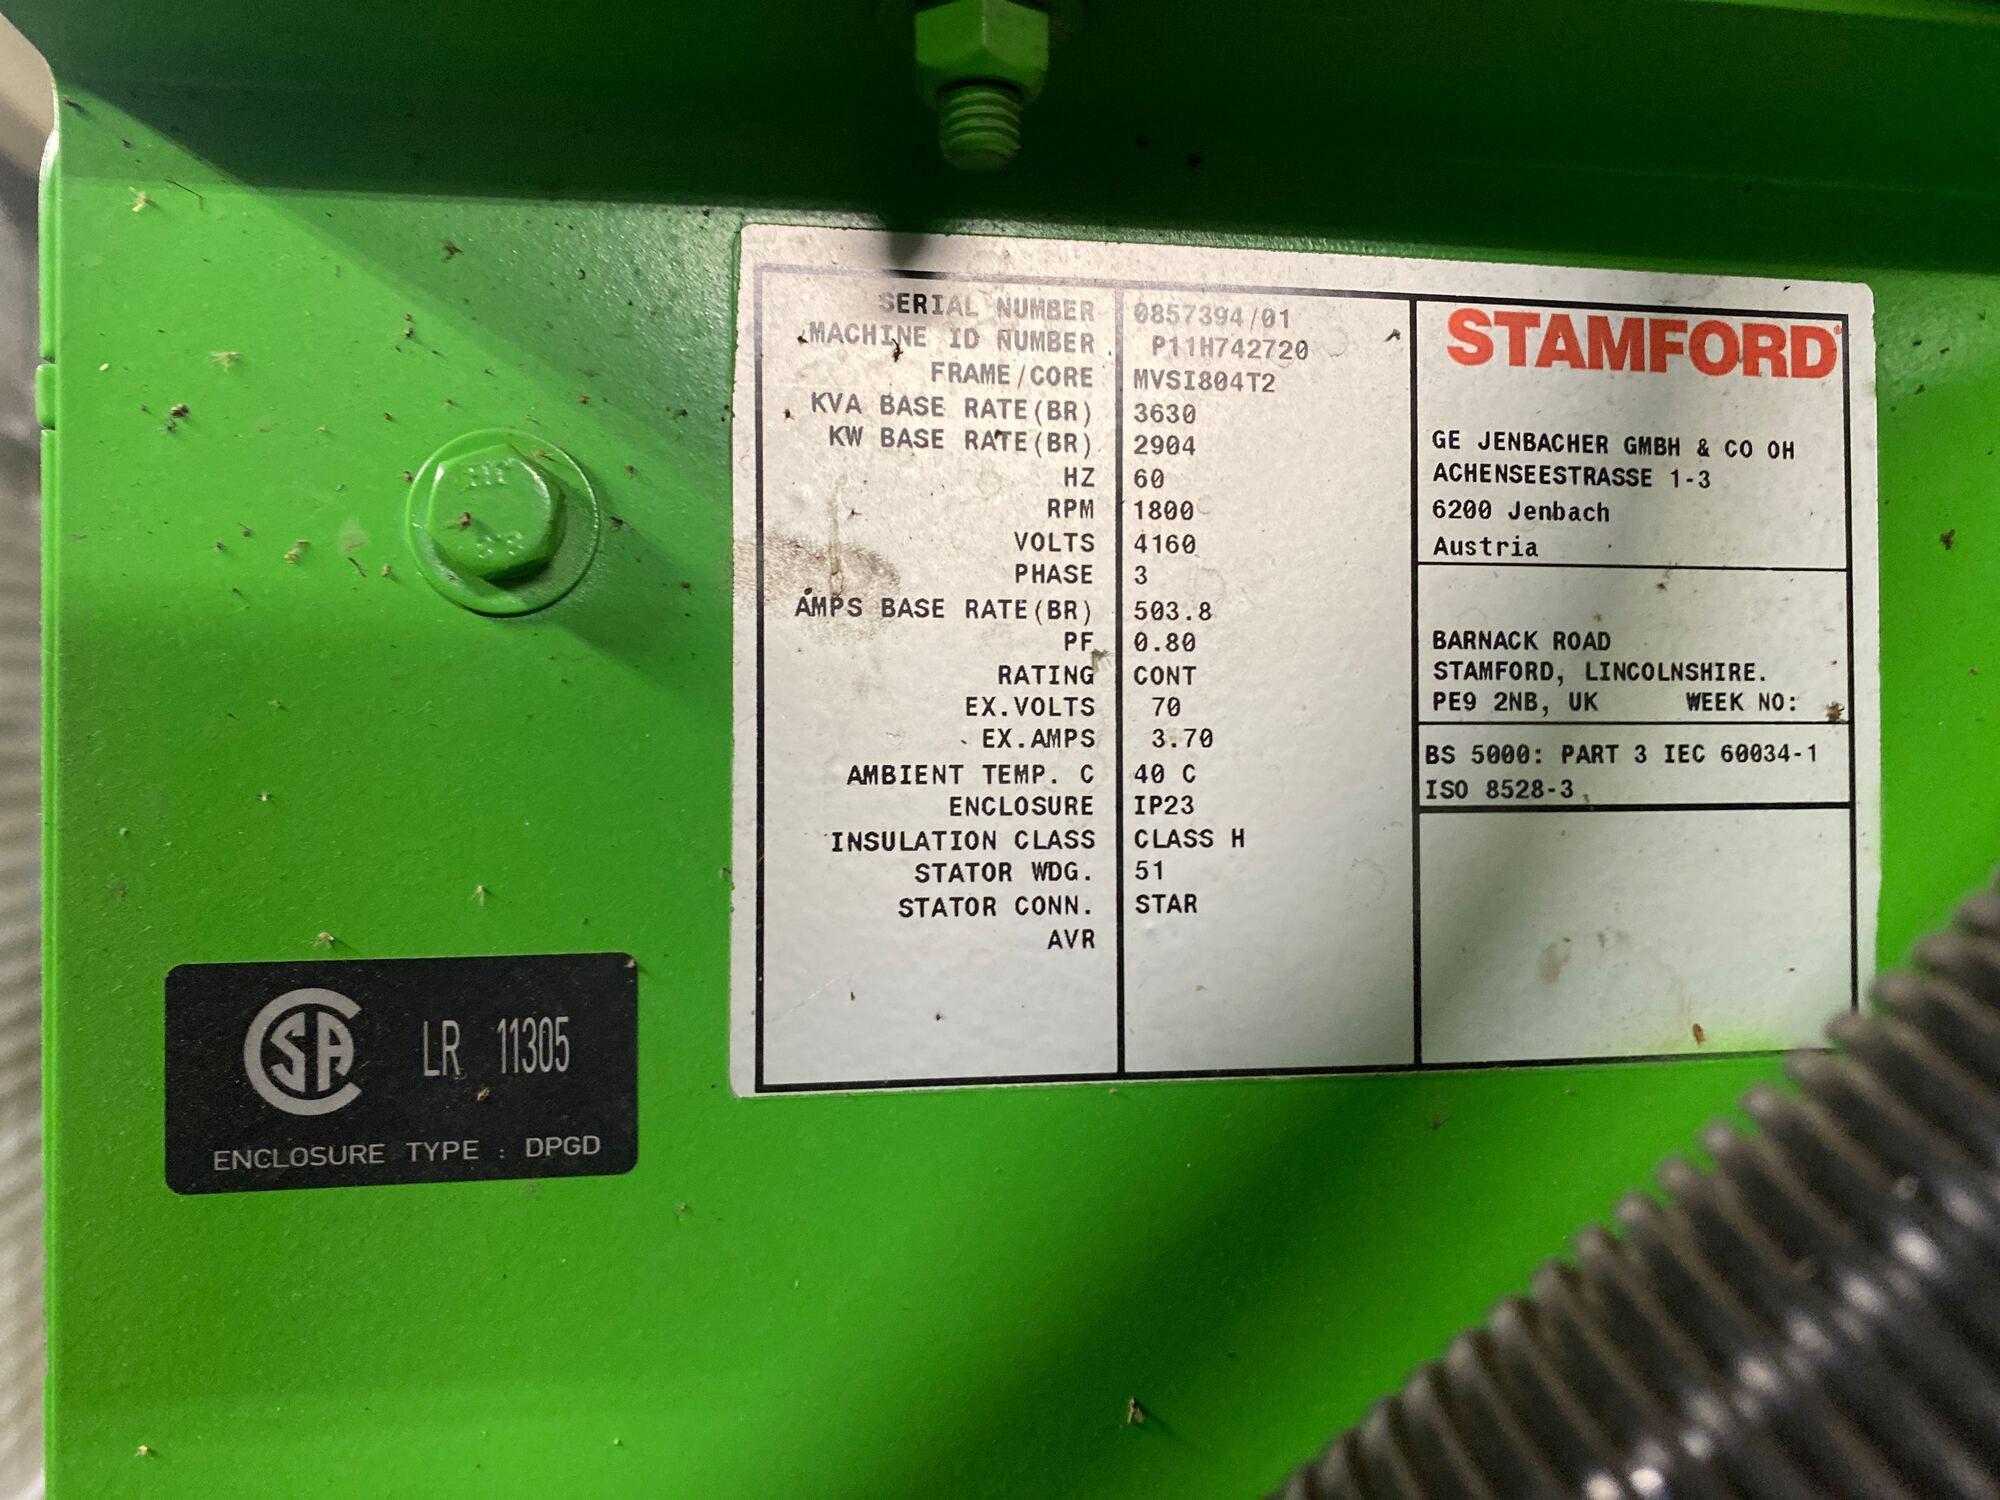 SERIAL NUMBER 0857394/01
MACHINE ID NUMBER P11H742720
FRAME/CORE MVSI804T2
KVA BASE RATE(BR) 3630
KW BASE RATE(BR) 2904
HZ 60
RPM 1800
VOLTS 4160
PHASE 3
AMPS BASE RATE(BR) 503.8
PF 0.80
RATING CONT
EX.VOLTS 70
EX.AMPS 3.70
AMBIENT TEMP. C 40 C
ENCLOSURE IP23
INSULATION CLASS CLASS H
STATOR WDG. 51
STATOR CONN. STAR
AVR
STAMFORD
GE JENBACHER GMBH & CO OH
ACHENSEESTRASSE 1-3
6200 Jenbach
Austria
BARNACK ROAD
STAMFORD, LINCOLNSHIRE.
PE9 2NB, UK WEEK NO:
BS 5000: PART 3 IEC 60034-1
ISO 8528-3
CSA LR 11305
ENCLOSURE TYPE : DPGD